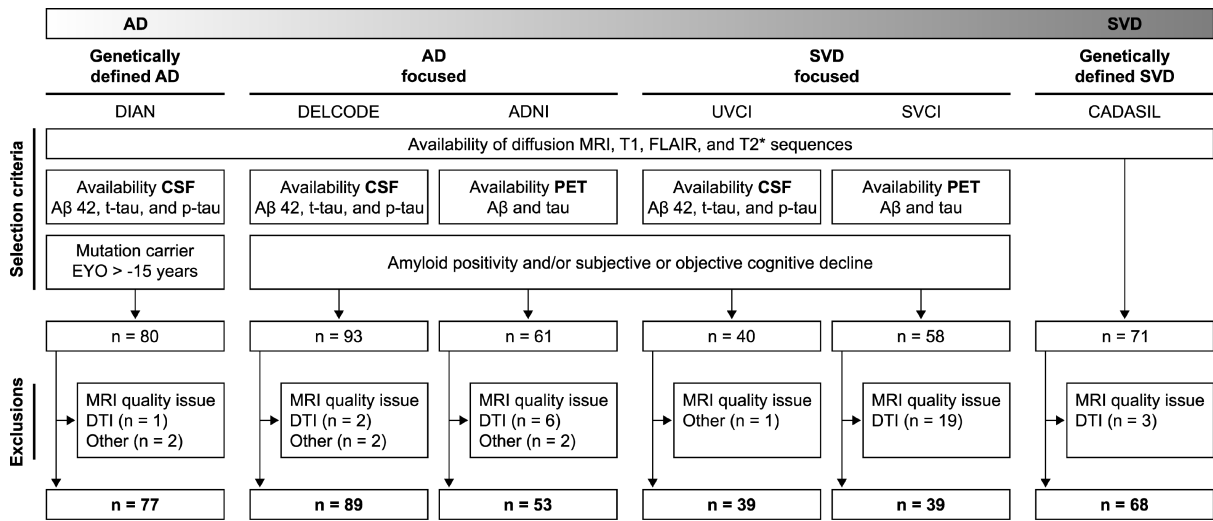 AD
SVD
Genetically
defined AD
AD
focused
SVD
focused
Genetically
defined SVD
DIAN
DELCODE
ADNI
UVCI
SVCI
CADASIL
Selection criteria
Availability of diffusion MRI, T1, FLAIR, and T2* sequences
Availability CSF
Aβ 42, t-tau, and p-tau
Availability CSF
Aβ 42, t-tau, and p-tau
Availability PET
Aβ and tau
Availability CSF
Aβ 42, t-tau, and p-tau
Availability PET
Aβ and tau
Mutation carrier
EYO > -15 years
Amyloid positivity and/or subjective or objective cognitive decline
n = 80
n = 93
n = 61
n = 40
n = 58
n = 71
Exclusions
MRI quality issue
DTI (n = 1)
Other (n = 2)
MRI quality issue
DTI (n = 2)
Other (n = 2)
MRI quality issue
DTI (n = 6)
Other (n = 2)
MRI quality issue
Other (n = 1)
MRI quality issue
DTI (n = 19)
MRI quality issue
DTI (n = 3)
n = 77
n = 89
n = 53
n = 39
n = 39
n = 68